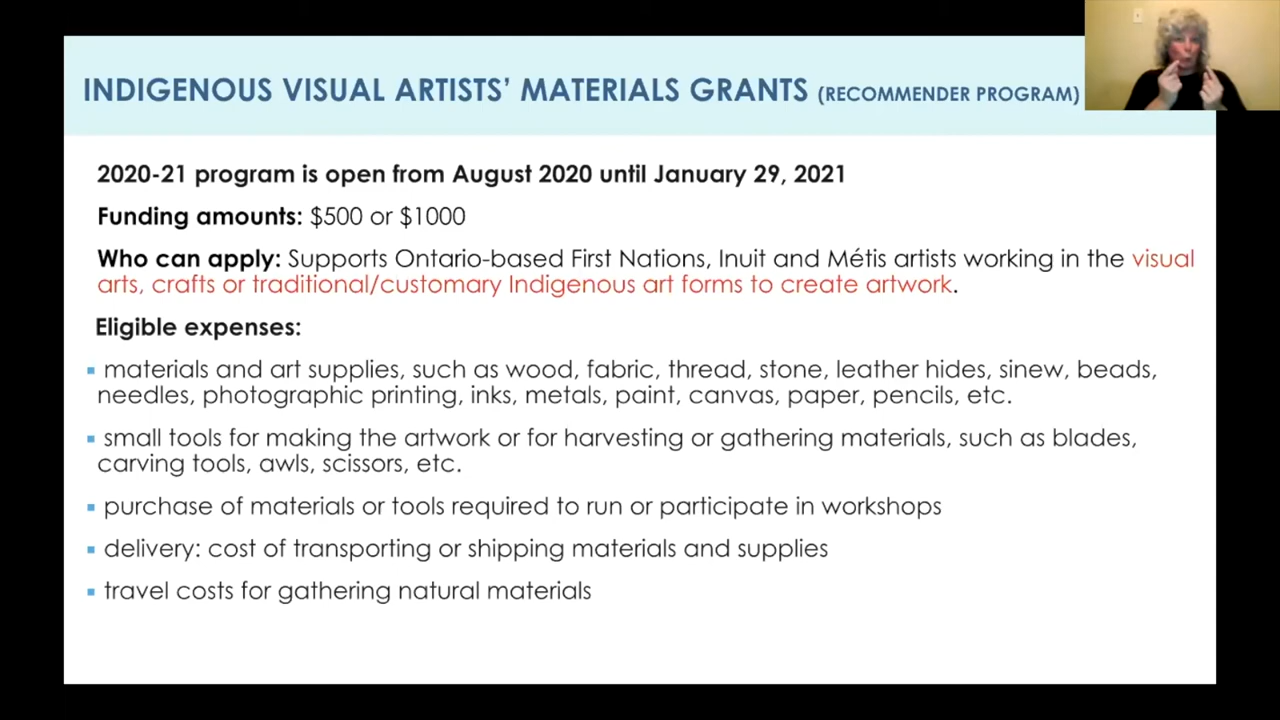 INDIGENOUS VISUAL ARTISTS’ MATERIALS GRANTS (RECOMMENDER PROGRAM)
2020-21 program is open from August 2020 until January 29, 2021
Funding amounts: $500 or $1000
Who can apply: Supports Ontario-based First Nations, Inuit and Métis artists working in the visual
arts, crafts or traditional/customary Indigenous art forms to create artwork.
Eligible expenses:
▪ materials and art supplies, such as wood, fabric, thread, stone, leather hides, sinew, beads,
needles, photographic printing, inks, metals, paint, canvas, paper, pencils, etc.
▪ small tools for making the artwork or for harvesting or gathering materials, such as blades,
carving tools, awls, scissors, etc.
▪ purchase of materials or tools required to run or participate in workshops
▪ delivery: cost of transporting or shipping materials and supplies
▪ travel costs for gathering natural materials